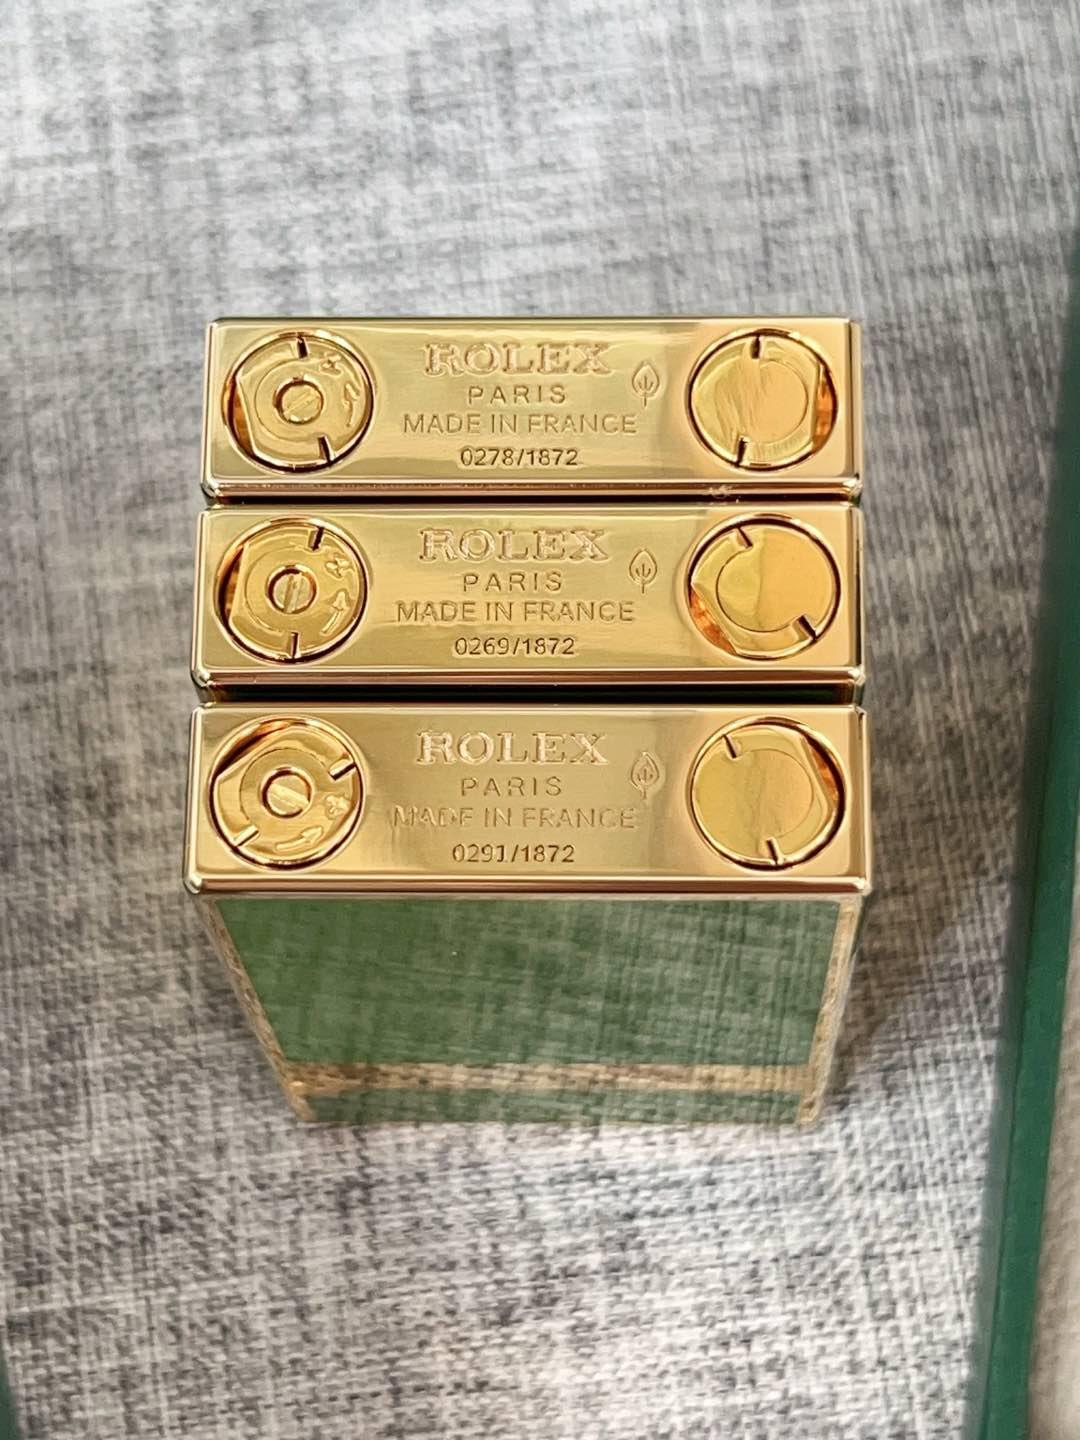 ROLEX
PARIS
MADE IN FRANCE
0278/1872
ROLEX
PARIS
MADE IN FRANCE
0269/1872
ROLEX
PARIS
MADE IN FRANCE
0291/1872